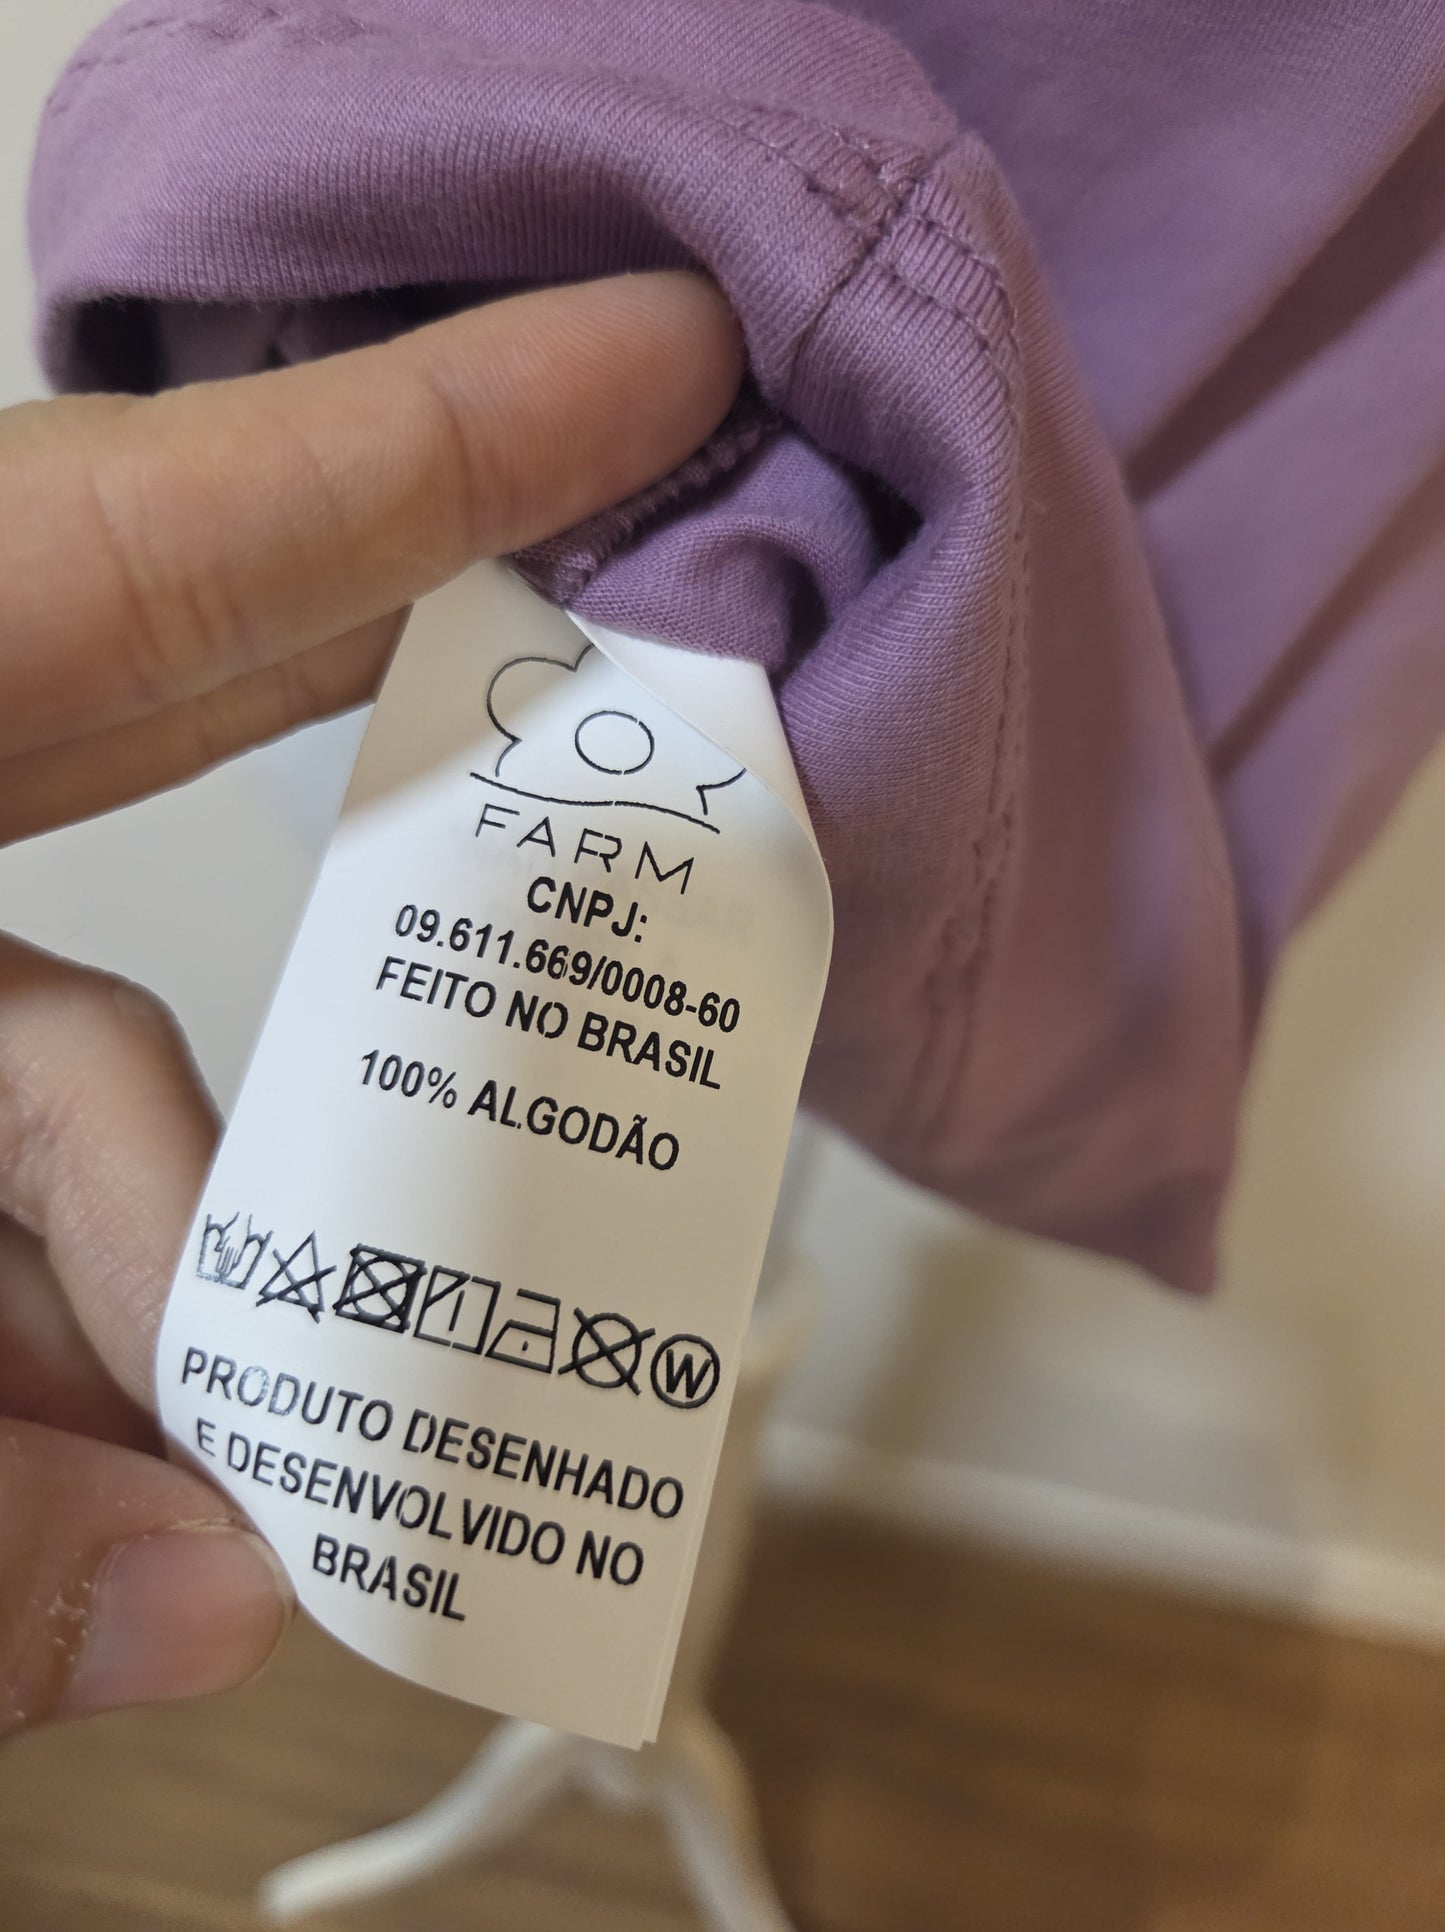 FARM
CNPJ:
09.611.669/0008-60
FEITO NO BRASIL
100% ALGODÃO
W
PRODUTO DESENHADO
E DESENVOLVIDO NO
BRASIL